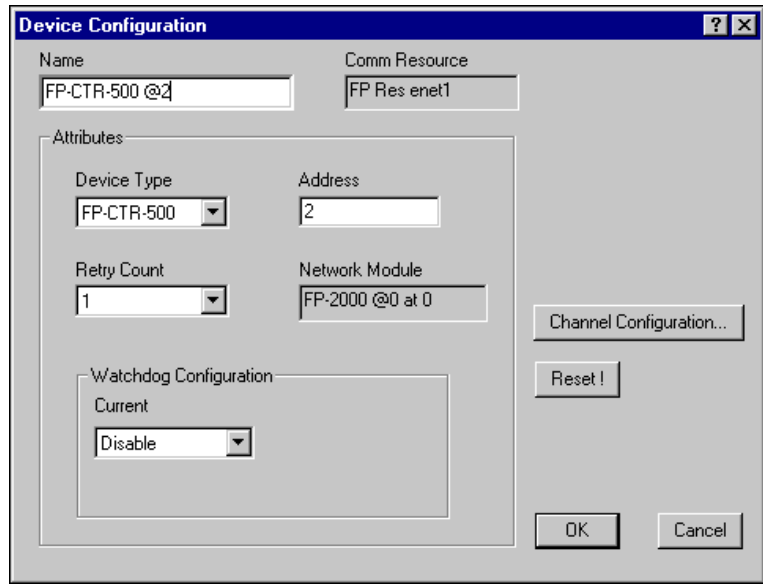 Device Configuration
Name
Comm Resource
FP-CTR-500 @2
FP Res enet1
Attributes
Device Type
Address
FP-CTR-500
2
Retry Count
Network Module
1
FP-2000 @0 at 0
Channel Configuration...
Watchdog Configuration
Reset !
Current
Disable
OK
Cancel